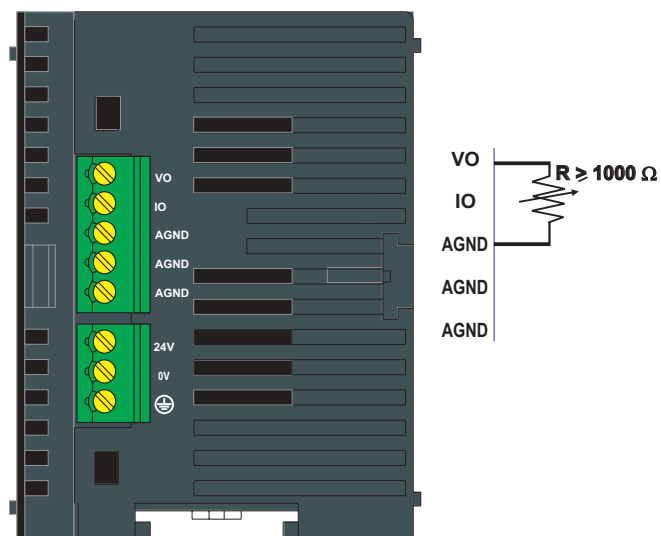 VO
IO
AGND
AGND
AGND
24V
0V
VO
R ≥ 1000 Ω
IO
AGND
AGND
AGND